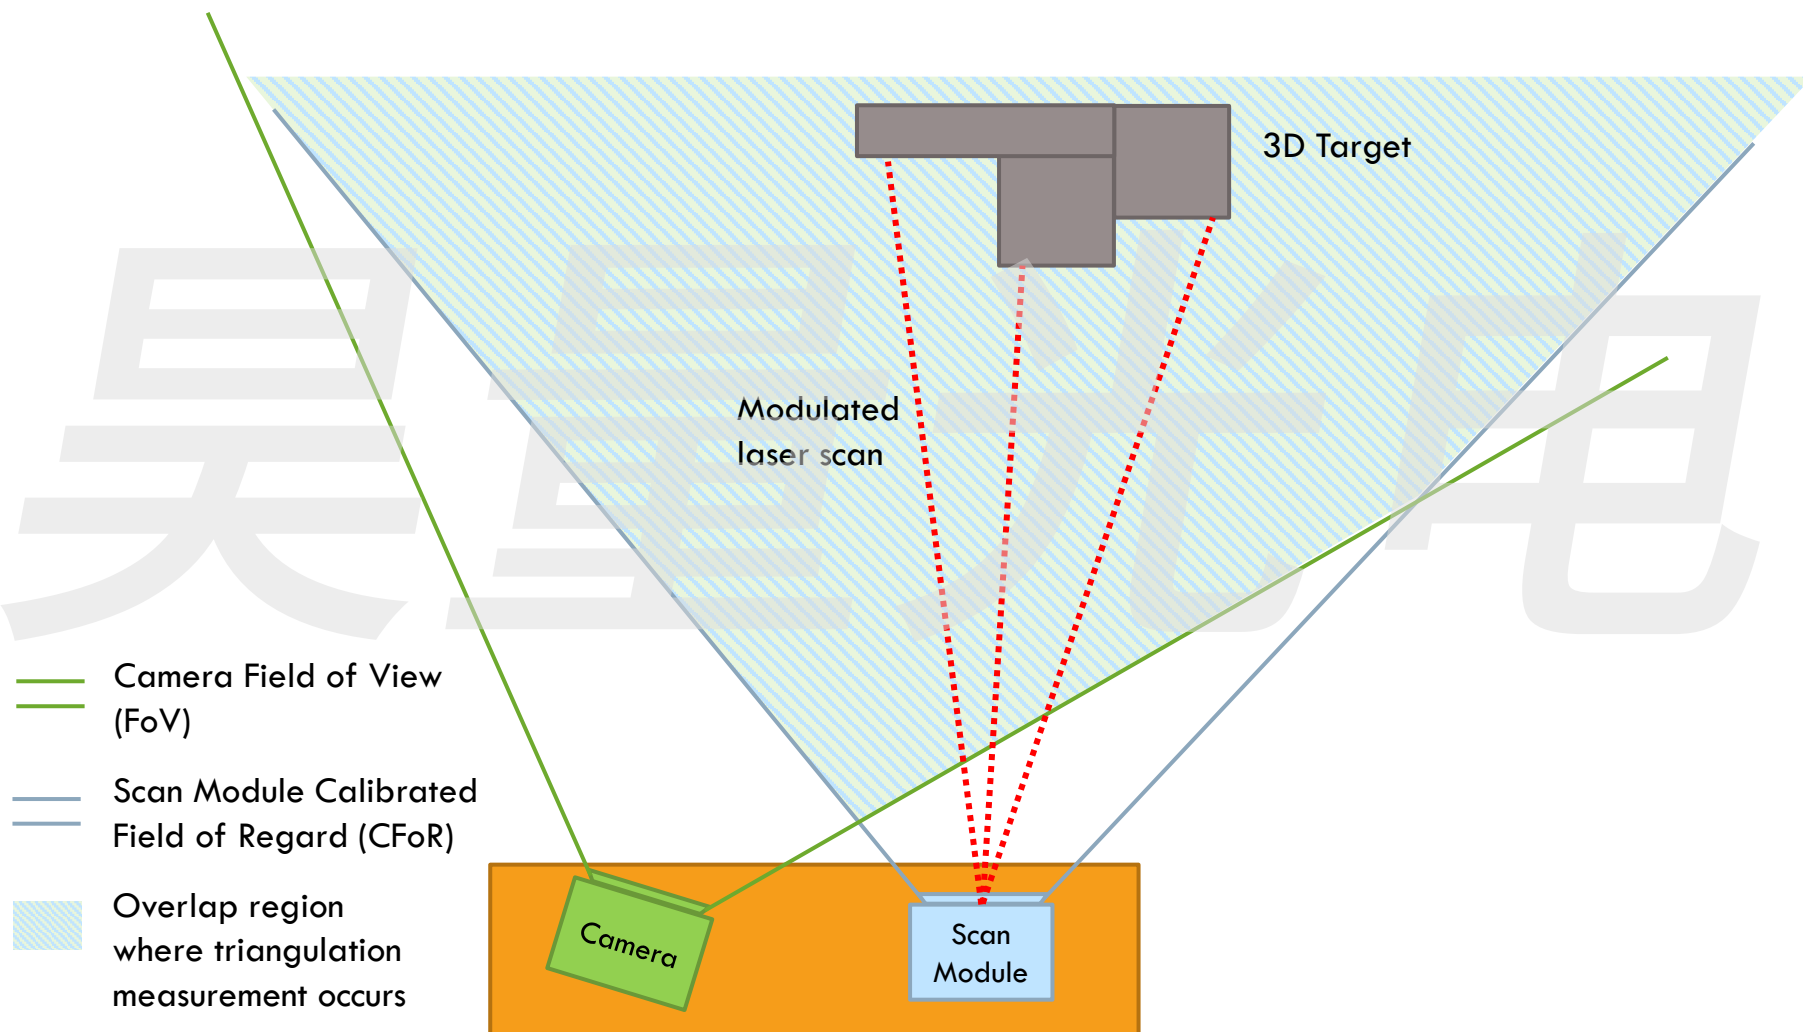 3D Target
Modulated
laser scan
昊量光电
Camera Field of View
(FoV)
Scan Module Calibrated
Field of Regard (CFoR)
Overlap region
where triangulation
measurement occurs
Camera
Scan
Module